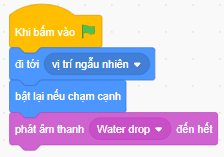 Khi bấm vào
đi tới vị trí ngẫu nhiên
bật lại nếu chạm cạnh
phát âm thanh Water drop đến hết